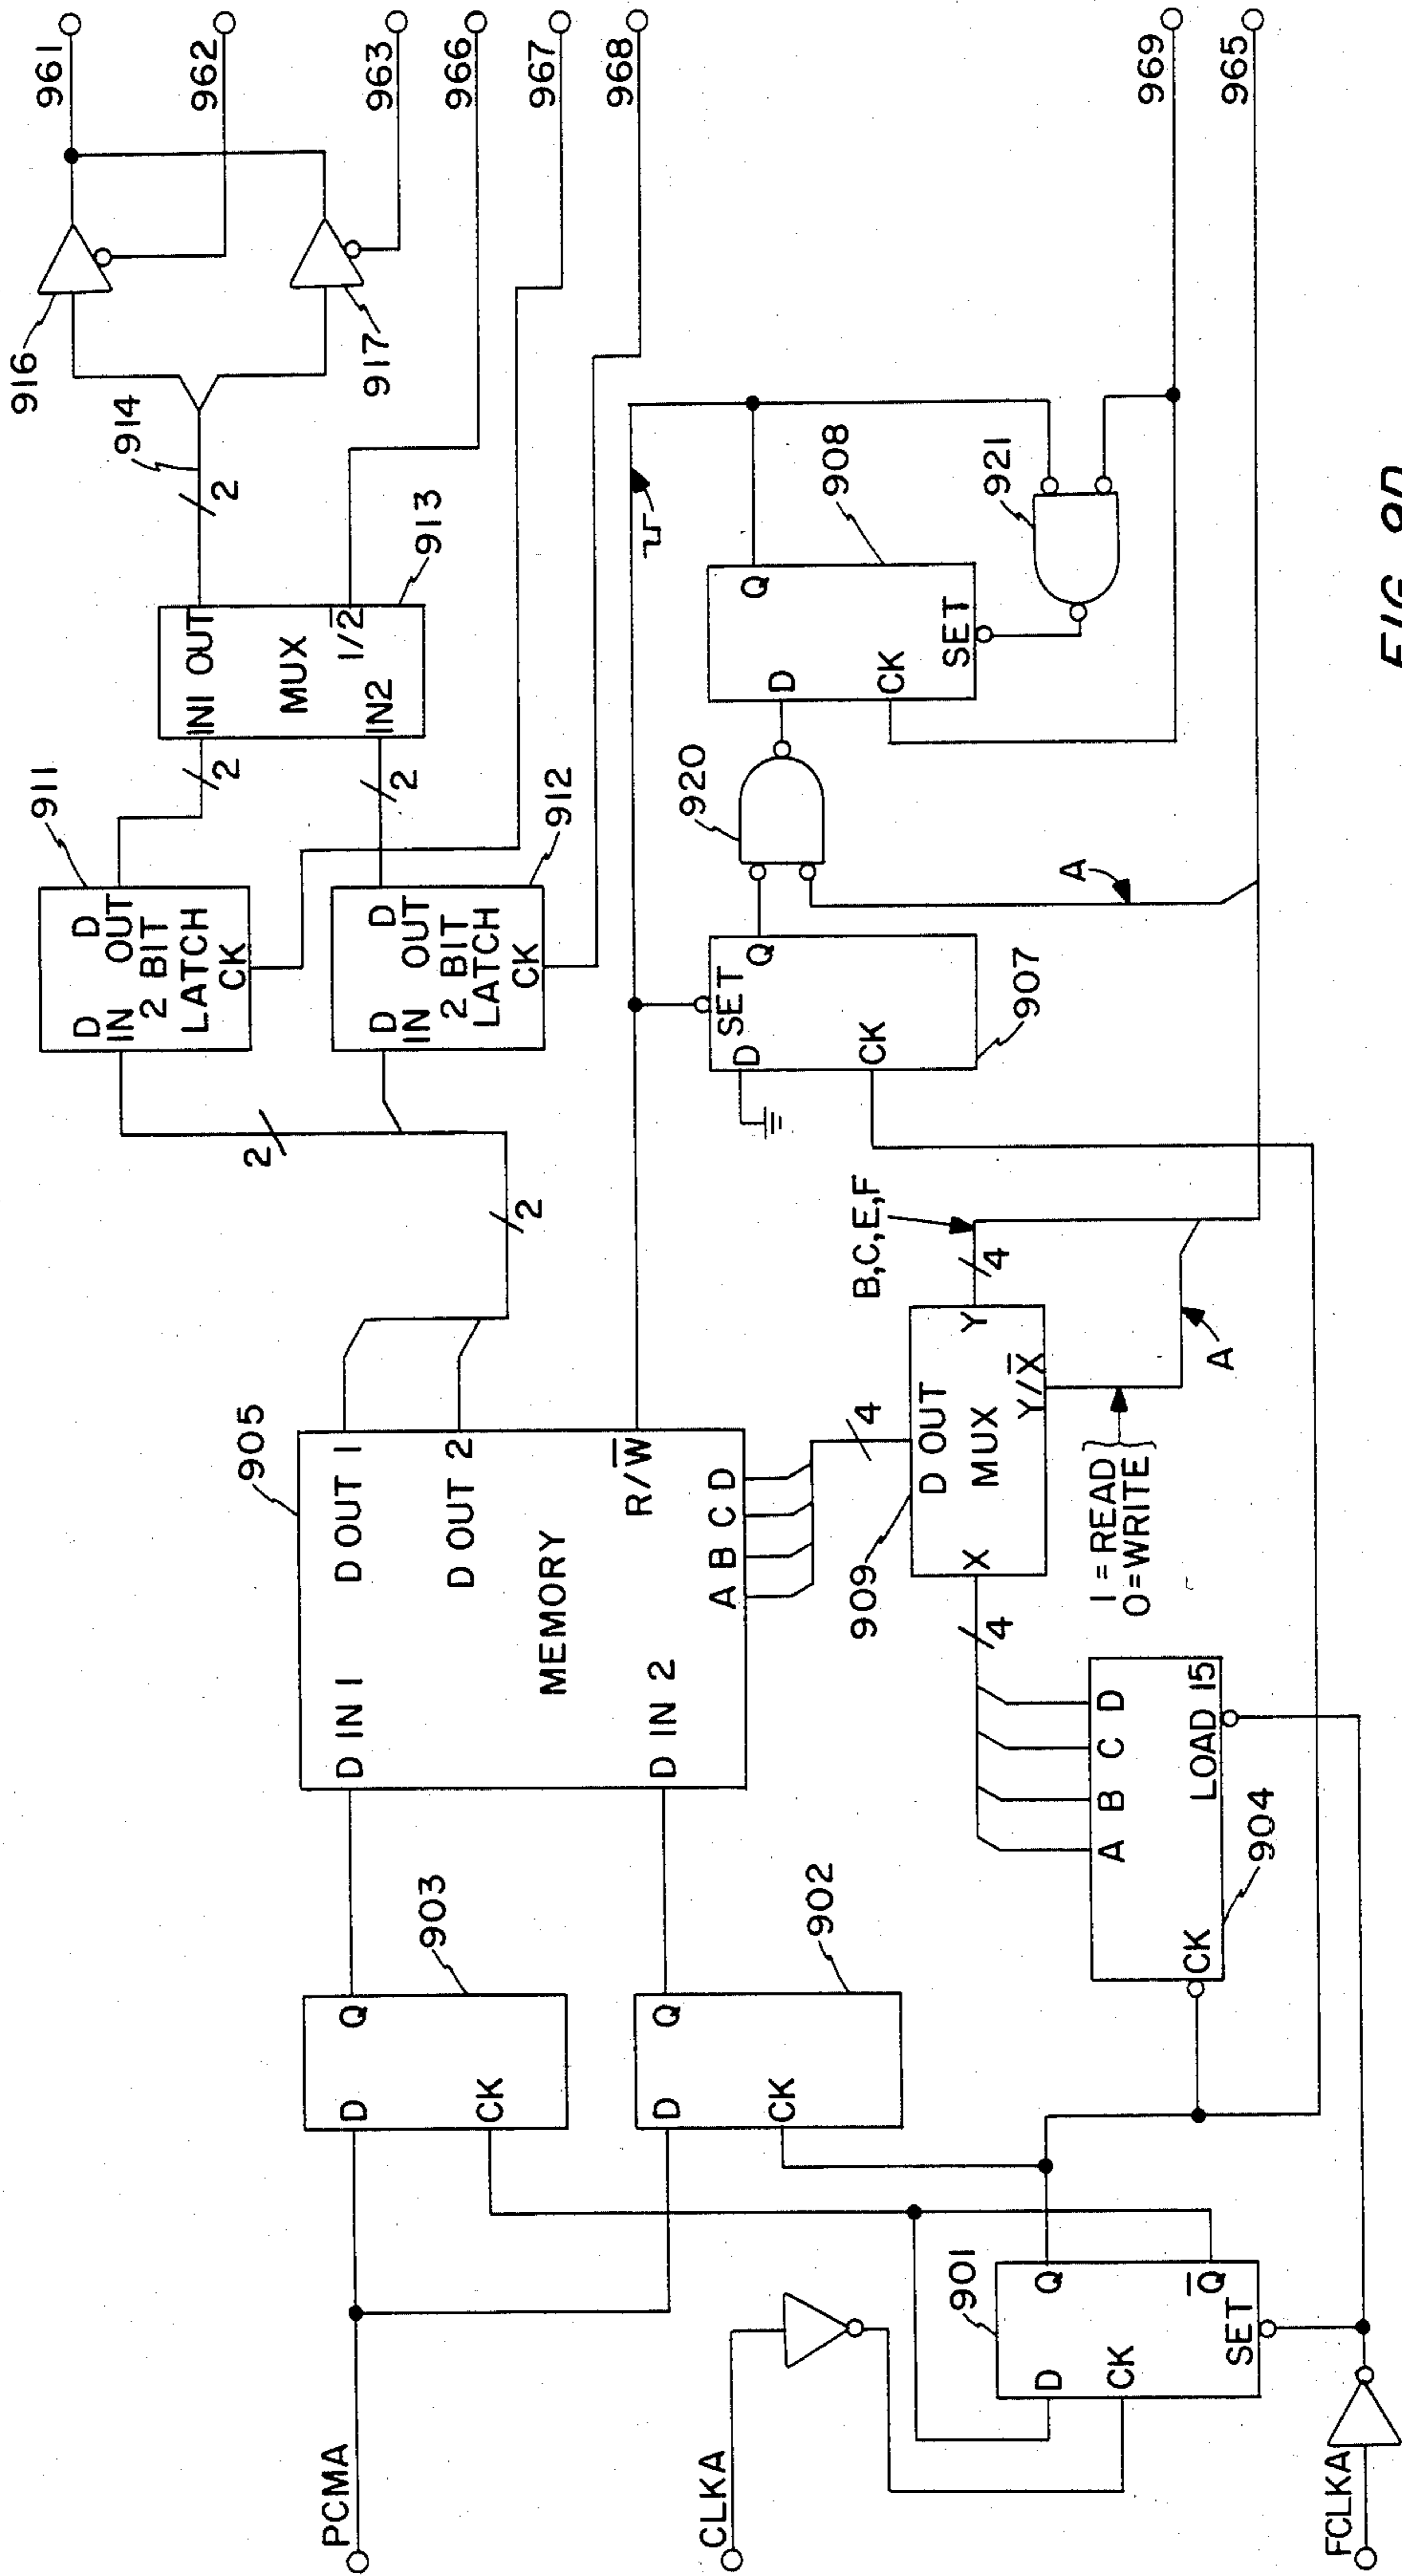 961
962
963
966
967
968
969
965
916
917
914
2
913
IN1 OUT
MUX
1/2̅
IN2
2
2
911
D D
IN OUT
2 BIT
LATCH
CK
912
D D
IN OUT
2 BIT
LATCH
CK
2
2
905
D IN 1 D OUT 1
D OUT 2
MEMORY
D IN 2 R/W̅
A B C D
908
Q
D
CK
SET
921
920
A
907
SET
Q
D
CK
B,C,E,F
4
4
909
D OUT
X MUX Y
Y/X̅
A
1 = READ
0 = WRITE
4
A B C D
CK LOAD 15
904
903
D Q
CK
902
D Q
CK
901
D Q
CK Q̅
SET
PCMA
CLKA
FCLKA